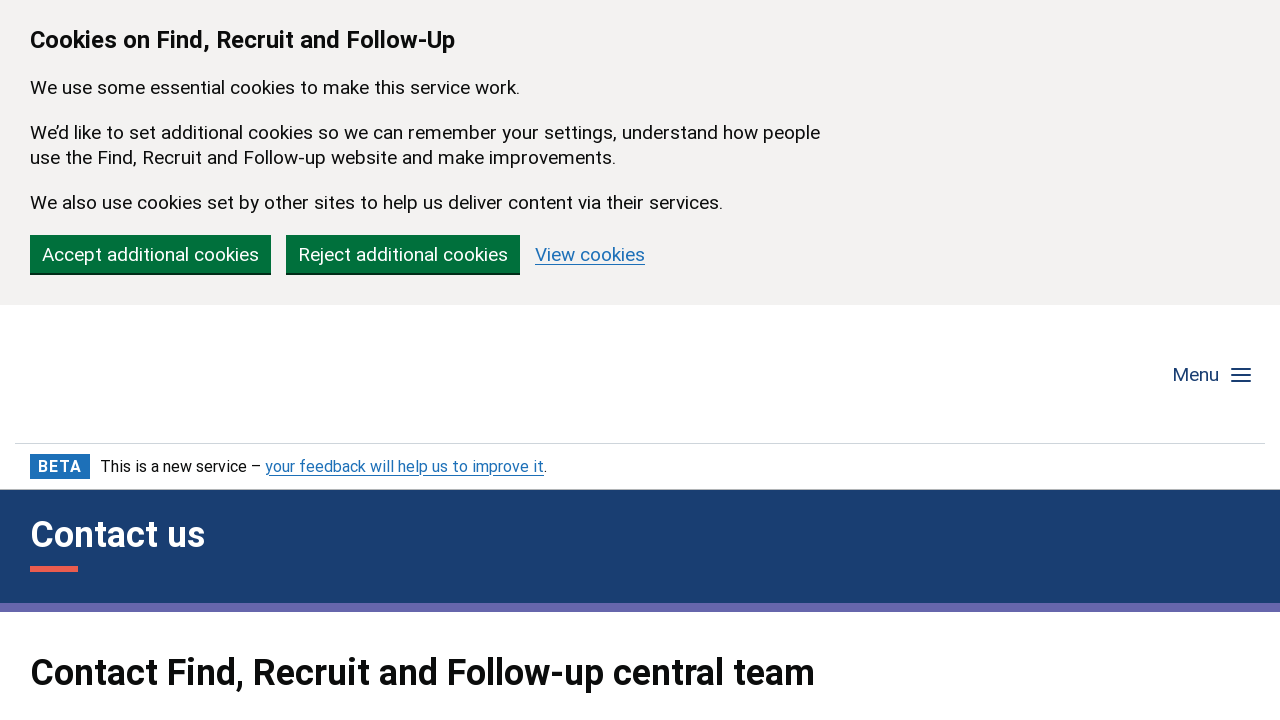 Cookies on Find, Recruit and Follow-Up
We use some essential cookies to make this service work.
We’d like to set additional cookies so we can remember your settings, understand how people
use the Find, Recruit and Follow-up website and make improvements.
We also use cookies set by other sites to help us deliver content via their services.
Accept additional cookies Reject additional cookies View cookies
Menu
BETA This is a new service – your feedback will help us to improve it.
Contact us
Contact Find, Recruit and Follow-up central team